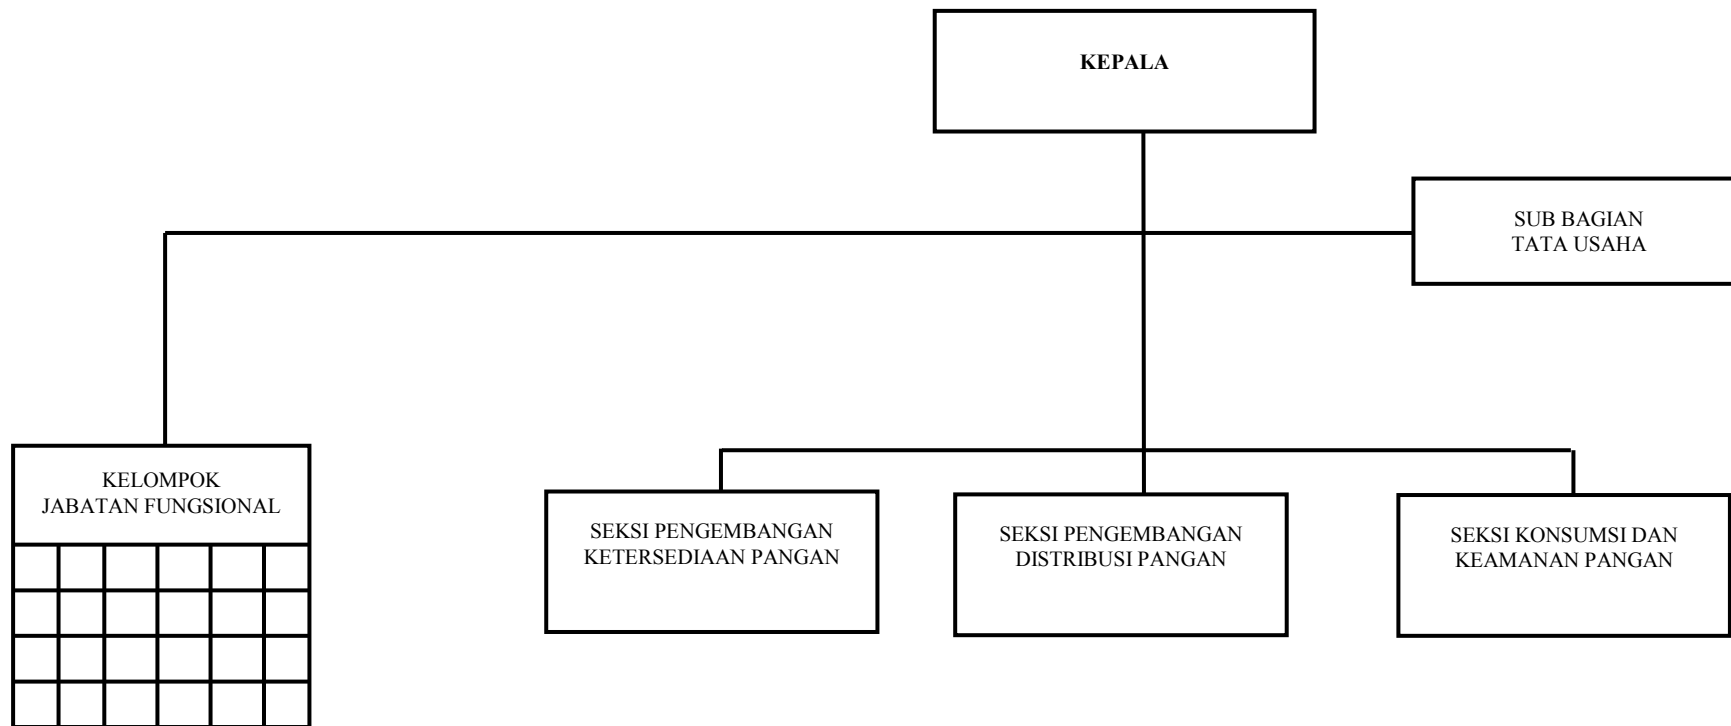 KEPALA
SUB BAGIAN
TATA USAHA
KELOMPOK
JABATAN FUNGSIONAL
SEKSI PENGEMBANGAN
KETERSEDIAAN PANGAN
SEKSI PENGEMBANGAN
DISTRIBUSI PANGAN
SEKSI KONSUMSI DAN
KEAMANAN PANGAN